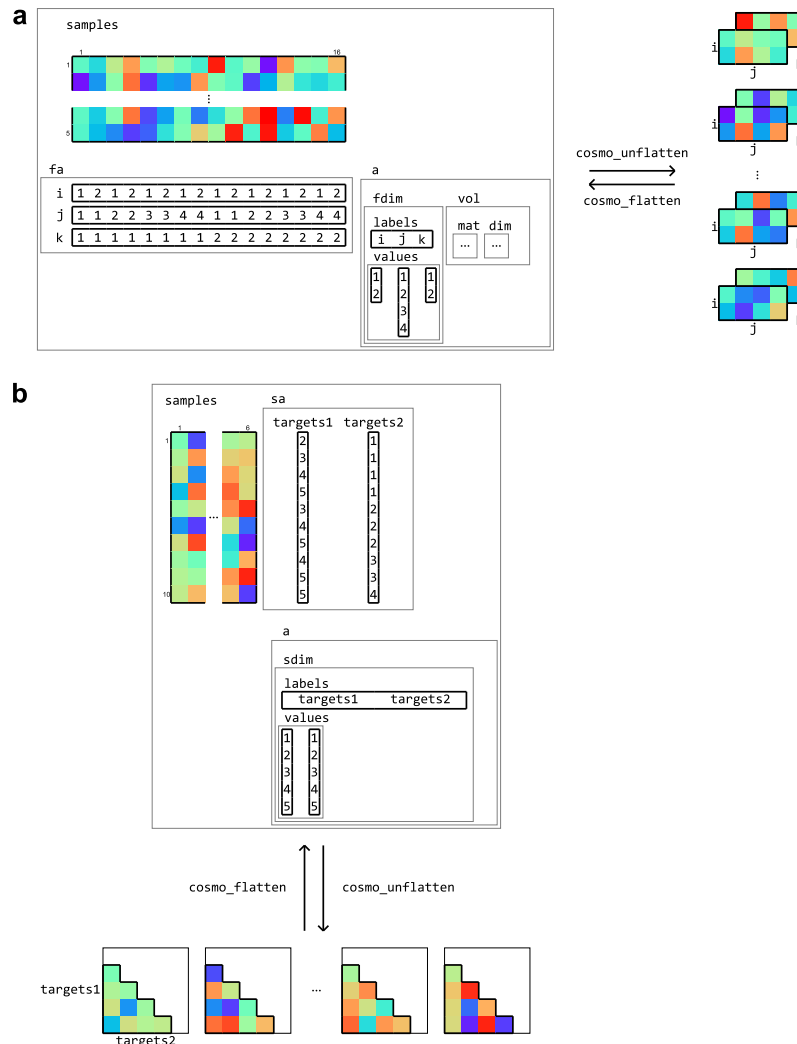 a
samples
1 16
1
⋮
5
fa
i 1 2 1 2 1 2 1 2 1 2 1 2 1 2 1 2
j 1 1 2 2 3 3 4 4 1 1 2 2 3 3 4 4
k 1 1 1 1 1 1 1 1 2 2 2 2 2 2 2 2
a
fdim
labels
i j k
values
1 1 1
2 2 2
3
4
vol
mat dim
... ...
cosmo_unflatten
cosmo_flatten
i
j
i
j
⋮
i
j
i
j
b
samples
1 6
1
...
10
sa
targets1 targets2
2 1
3 1
4 1
5 1
3 2
4 2
5 2
4 3
5 3
5 4
a
sdim
labels
targets1 targets2
values
1 1
2 2
3 3
4 4
5 5
cosmo_flatten cosmo_unflatten
targets1
...
targets2